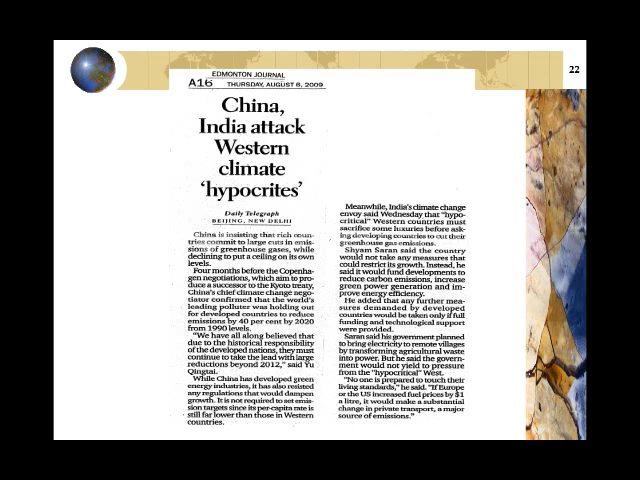 22
EDMONTON JOURNAL
A16 THURSDAY, AUGUST 6, 2009
China,
India attack
Western
climate
‘hypocrites’
Daily Telegraph
BEIJING, NEW DELHI
China is insisting that rich coun-
tries commit to large cuts in emis-
sions of greenhouse gases, while
declining to put a ceiling on its own
levels.
Four months before the Copenha-
gen negotiations, which aim to pro-
duce a successor to the Kyoto treaty,
China's chief climate change nego-
tiator confirmed that the world's
leading polluter was holding out
for developed countries to reduce
emissions by 40 per cent by 2020
from 1990 levels.
"We have all along believed that
due to the historical responsibility
of the developed nations, they must
continue to take the lead with large
reductions beyond 2012," said Yu
Qingtai.
While China has developed green
energy industries, it has also resisted
any regulations that would dampen
growth. It is not required to set emis-
sion targets since its per-capita rate is
still far lower than those in Western
countries.
Meanwhile, India's climate change
envoy said Wednesday that "hypo-
critical" Western countries must
sacrifice some luxuries before ask-
ing developing countries to cut their
greenhouse gas emissions.
Shyam Saran said the country
would not take any measures that
could restrict its growth. Instead, he
said it would fund developments to
reduce carbon emissions, increase
green power generation and im-
prove energy efficiency.
He added that any further mea-
sures demanded by developed
countries would be taken only if full
funding and technological support
were provided.
Saran said his government planned
to bring electricity to remote villages
by transforming agricultural waste
into power. But he said the govern-
ment would not yield to pressure
from the "hypocritical" West.
"No one is prepared to touch their
living standards," he said. "If Europe
or the US increased fuel prices by $1
a litre, it would make a substantial
change in private transport, a major
source of emissions."